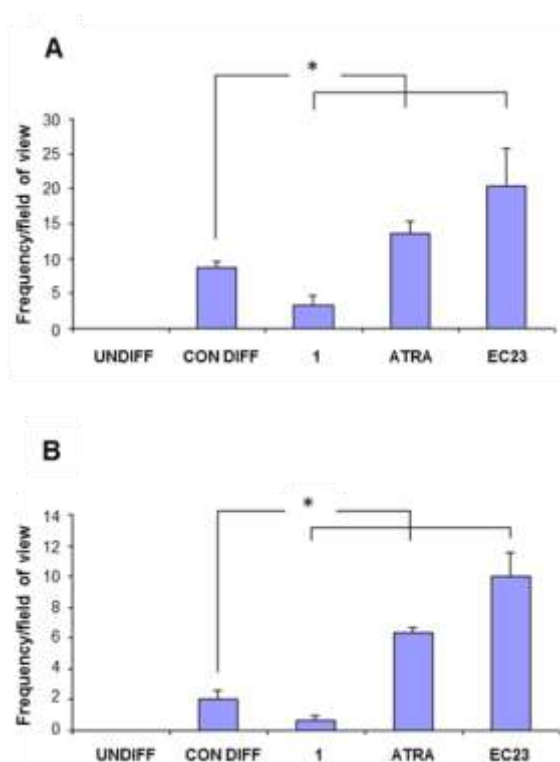 A
*
Frequency/field of view
30
25
20
15
10
5
0
UNDIFF CON DIFF 1 ATRA EC23
B
*
Frequency/field of view
14
12
10
8
6
4
2
0
UNDIFF CON DIFF 1 ATRA EC23